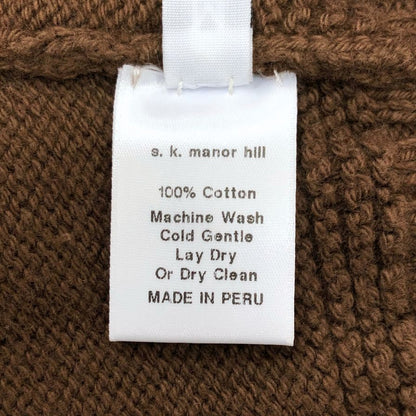 s. k. manor hill
100% Cotton
Machine Wash
Cold Gentle
Lay Dry
Or Dry Clean
MADE IN PERU